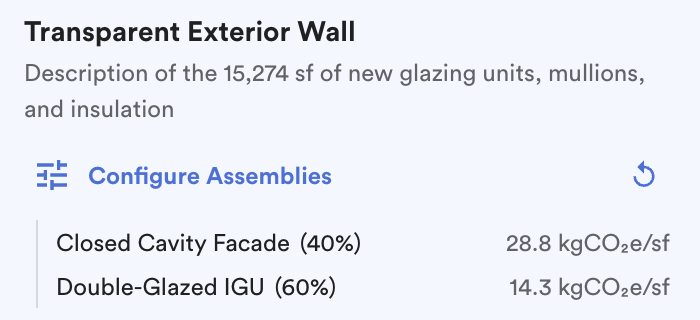 Transparent Exterior Wall
Description of the 15,274 sf of new glazing units, mullions,
and insulation
Configure Assemblies
Closed Cavity Facade (40%) 28.8 kgCO₂e/sf
Double-Glazed IGU (60%) 14.3 kgCO₂e/sf